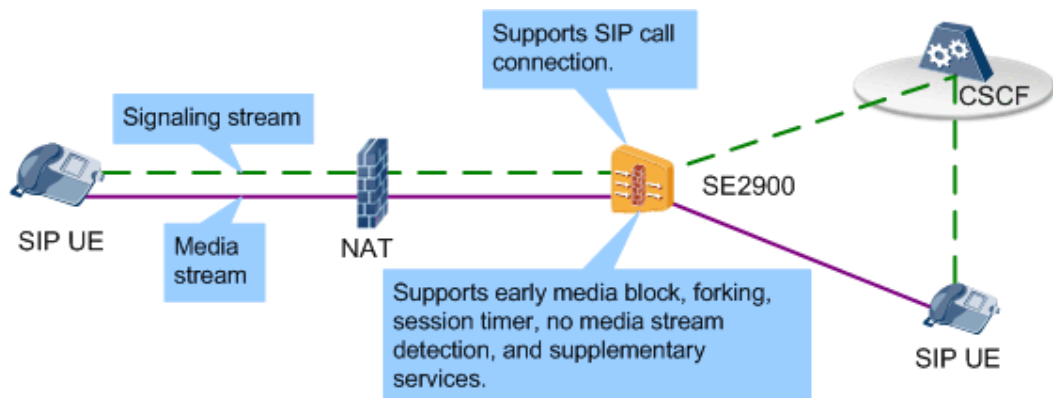 Supports SIP call
connection.
CSCF
Signaling stream
SE2900
SIP UE
Media
stream
NAT
Supports early media block, forking,
session timer, no media stream
detection, and supplementary
services.
SIP UE